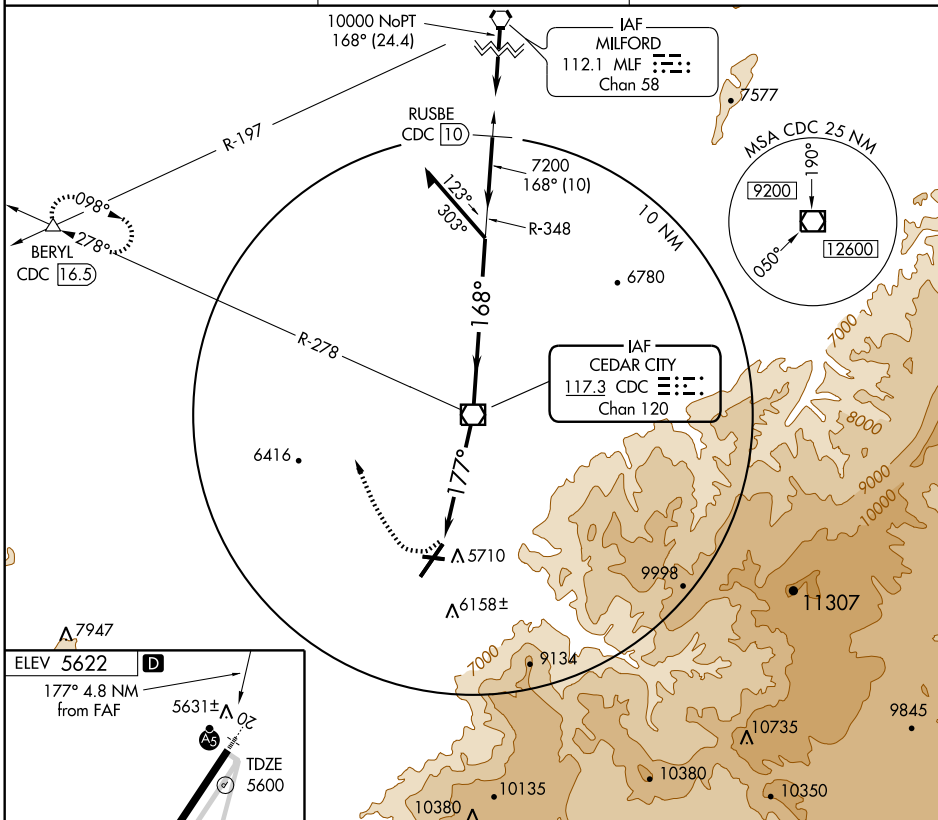 10000 NoPT
168° (24.4)
IAF
MILFORD
112.1 MLF
Chan 58
7577
RUSBE
CDC 10
R-197
MSA CDC 25 NM
190°
9200
12600
050°
7200
168° (10)
R-348
123°
303°
10 NM
098°
278°
BERYL
CDC 16.5
6780
168°
R-278
IAF
CEDAR CITY
117.3 CDC
Chan 120
7000
8000
9000
10000
6416
177°
5710
6158±
9998
11307
7947
7000
9134
ELEV 5622 D
177° 4.8 NM
from FAF
5631±
20
A5
TDZE
5600
10735
9845
10380
10135
10350
10380